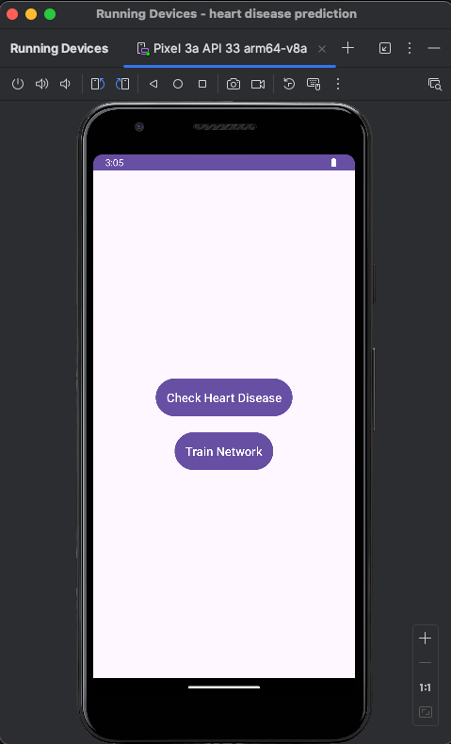 Running Devices - heart disease prediction
Running Devices
Pixel 3a API 33 arm64-v8a
3:05
Check Heart Disease
Train Network
1:1